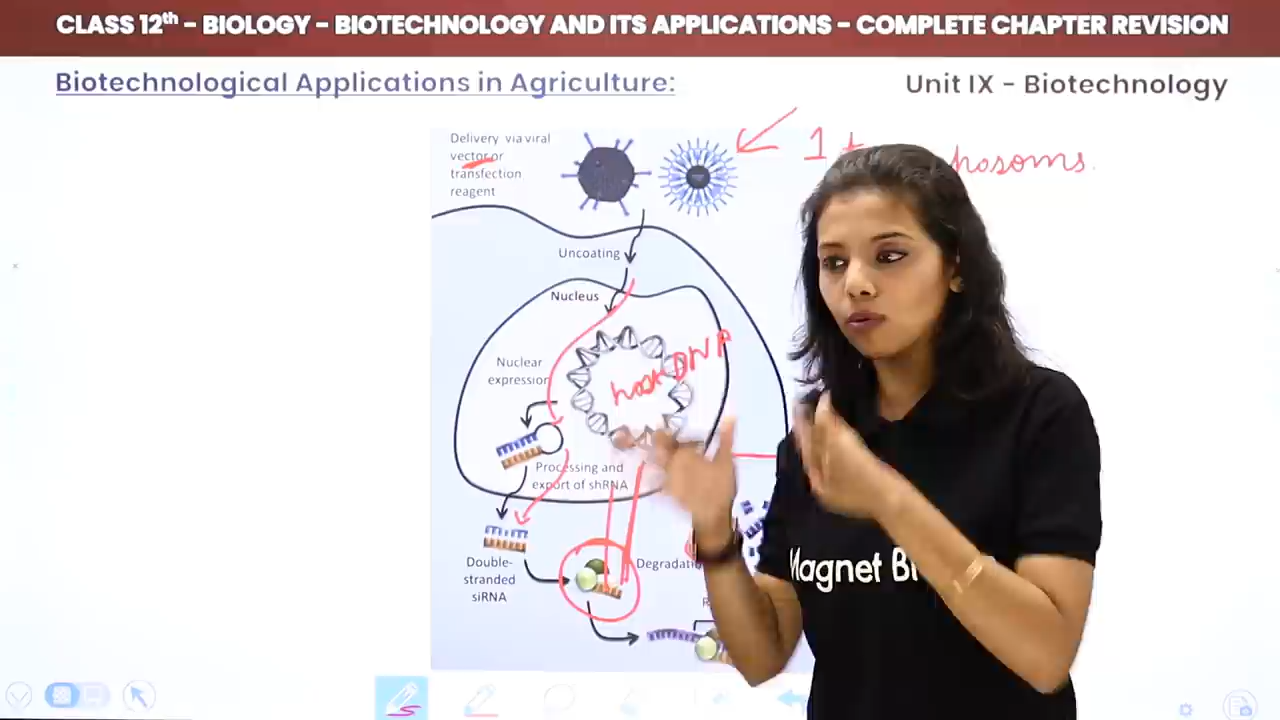 CLASS 12th - BIOLOGY - BIOTECHNOLOGY AND ITS APPLICATIONS - COMPLETE CHAPTER REVISION
Biotechnological Applications in Agriculture:
Unit IX - Biotechnology
Delivery via viral
vector or
transfection
reagent
1
Uncoating
Nucleus
Nuclear
expression
host DNA
Processing and
export of shRNA
Double-
stranded
siRNA
Magnet